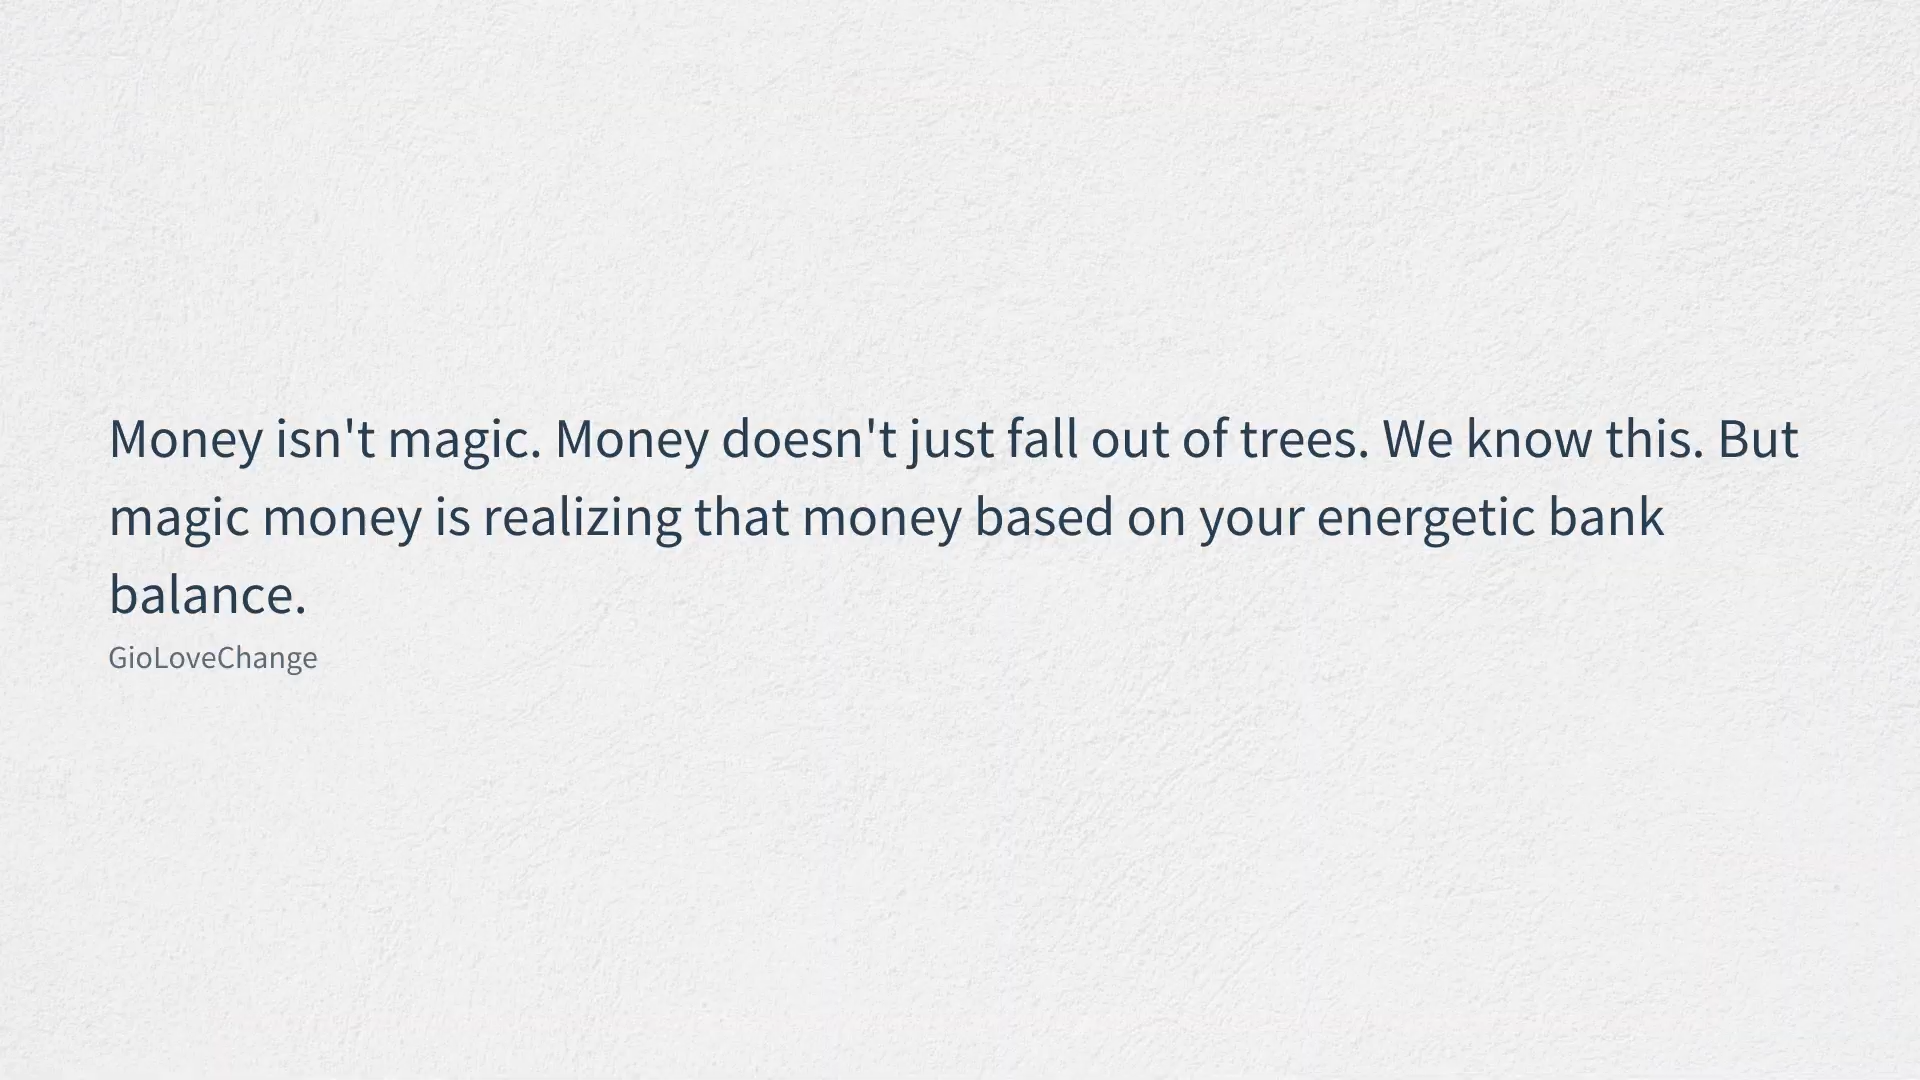 Money isn't magic. Money doesn't just fall out of trees. We know this. But
magic money is realizing that money based on your energetic bank
balance.
GioLoveChange